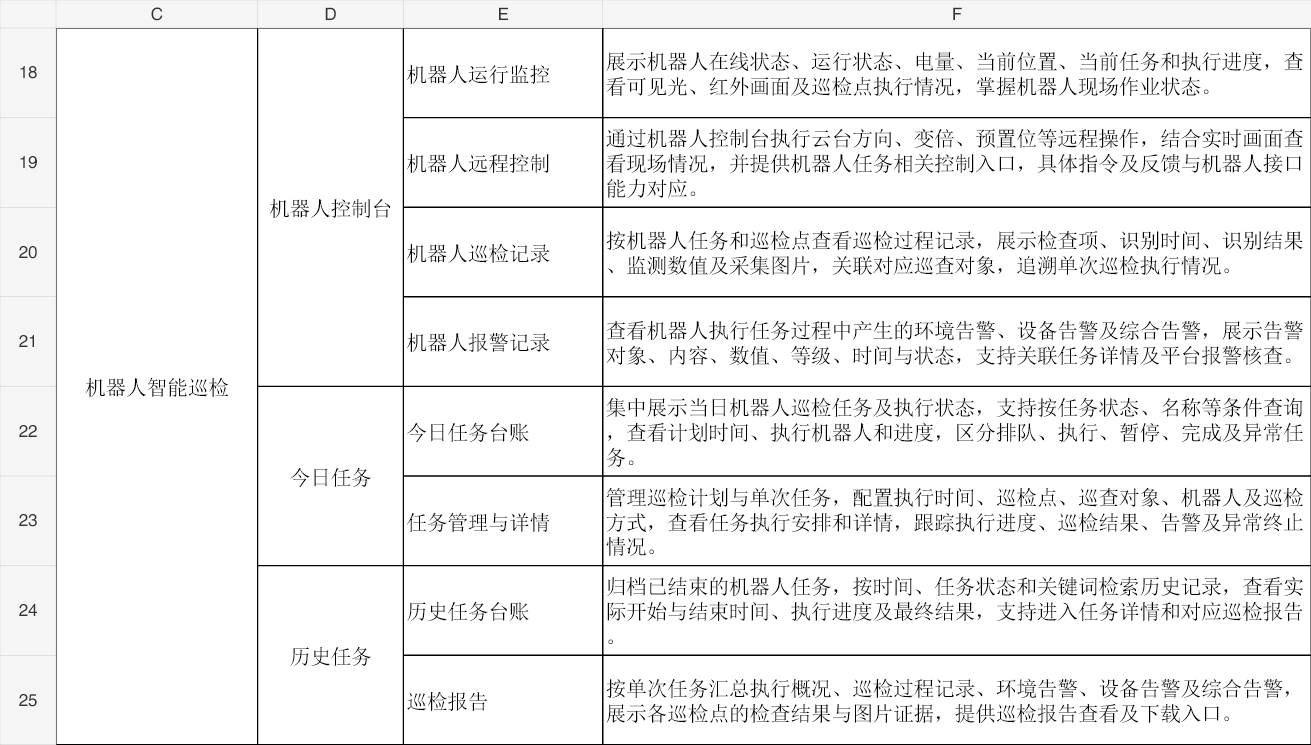 C D E F
18
机器人运行监控
展示机器人在线状态、运行状态、电量、当前位置、当前任务和执行进度，查
看可见光、红外画面及巡检点执行情况，掌握机器人现场作业状态。
19
机器人远程控制
通过机器人控制台执行云台方向、变倍、预置位等远程操作，结合实时画面查
看现场情况，并提供机器人任务相关控制入口，具体指令及反馈与机器人接口
能力对应。
机器人控制台
20
机器人巡检记录
按机器人任务和巡检点查看巡检过程记录，展示检查项、识别时间、识别结果
、监测数值及采集图片，关联对应巡查对象，追溯单次巡检执行情况。
21
机器人报警记录
查看机器人执行任务过程中产生的环境告警、设备告警及综合告警，展示告警
对象、内容、数值、等级、时间与状态，支持关联任务详情及平台报警核查。
机器人智能巡检
22
今日任务台账
集中展示当日机器人巡检任务及执行状态，支持按任务状态、名称等条件查询
，查看计划时间、执行机器人和进度，区分排队、执行、暂停、完成及异常任
务。
今日任务
23
任务管理与详情
管理巡检计划与单次任务，配置执行时间、巡检点、巡查对象、机器人及巡检
方式，查看任务执行安排和详情，跟踪执行进度、巡检结果、告警及异常终止
情况。
24
历史任务台账
归档已结束的机器人任务，按时间、任务状态和关键词检索历史记录，查看实
际开始与结束时间、执行进度及最终结果，支持进入任务详情和对应巡检报告
。
历史任务
25
巡检报告
按单次任务汇总执行概况、巡检过程记录、环境告警、设备告警及综合告警，
展示各巡检点的检查结果与图片证据，提供巡检报告查看及下载入口。